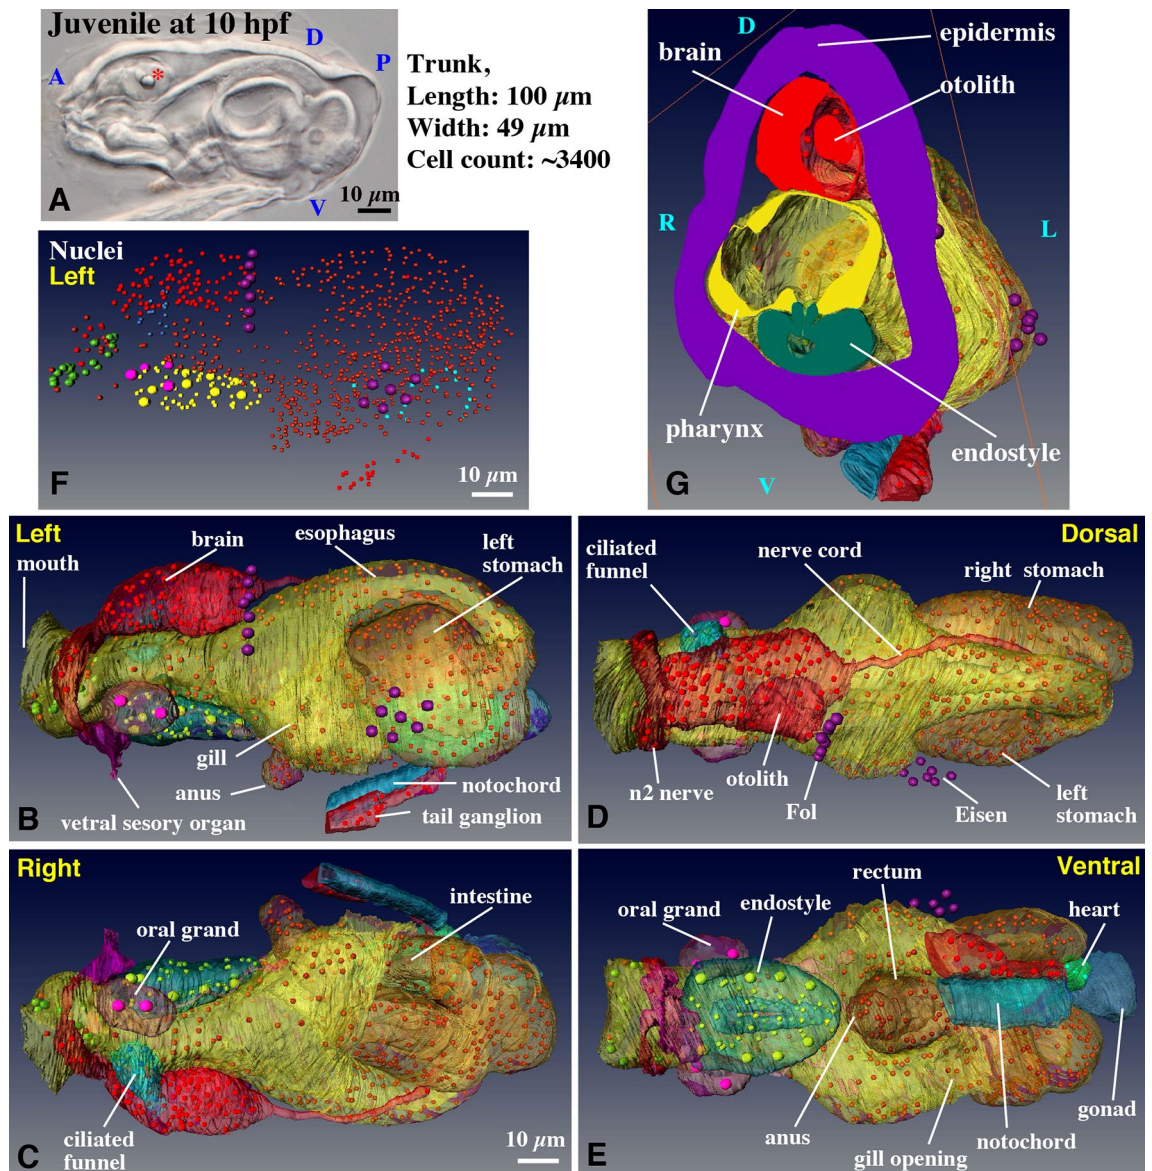 Juvenile at 10 hpf
D
A
*
P
V
10 µm
A
Trunk,
Length: 100 µm
Width: 49 µm
Cell count: ~3400
Nuclei
Left
F
10 µm
D
epidermis
brain
otolith
R
L
pharynx
endostyle
V
G
Left
mouth
brain
esophagus
left
stomach
gill
anus
notochord
tail ganglion
vetral sesory organ
B
Dorsal
ciliated
funnel
nerve cord
right stomach
n2 nerve
otolith
Fol
Eisen
left
stomach
D
Right
oral grand
intestine
ciliated
funnel
10 µm
C
Ventral
rectum
oral grand
endostyle
heart
gonad
anus
notochord
gill opening
E